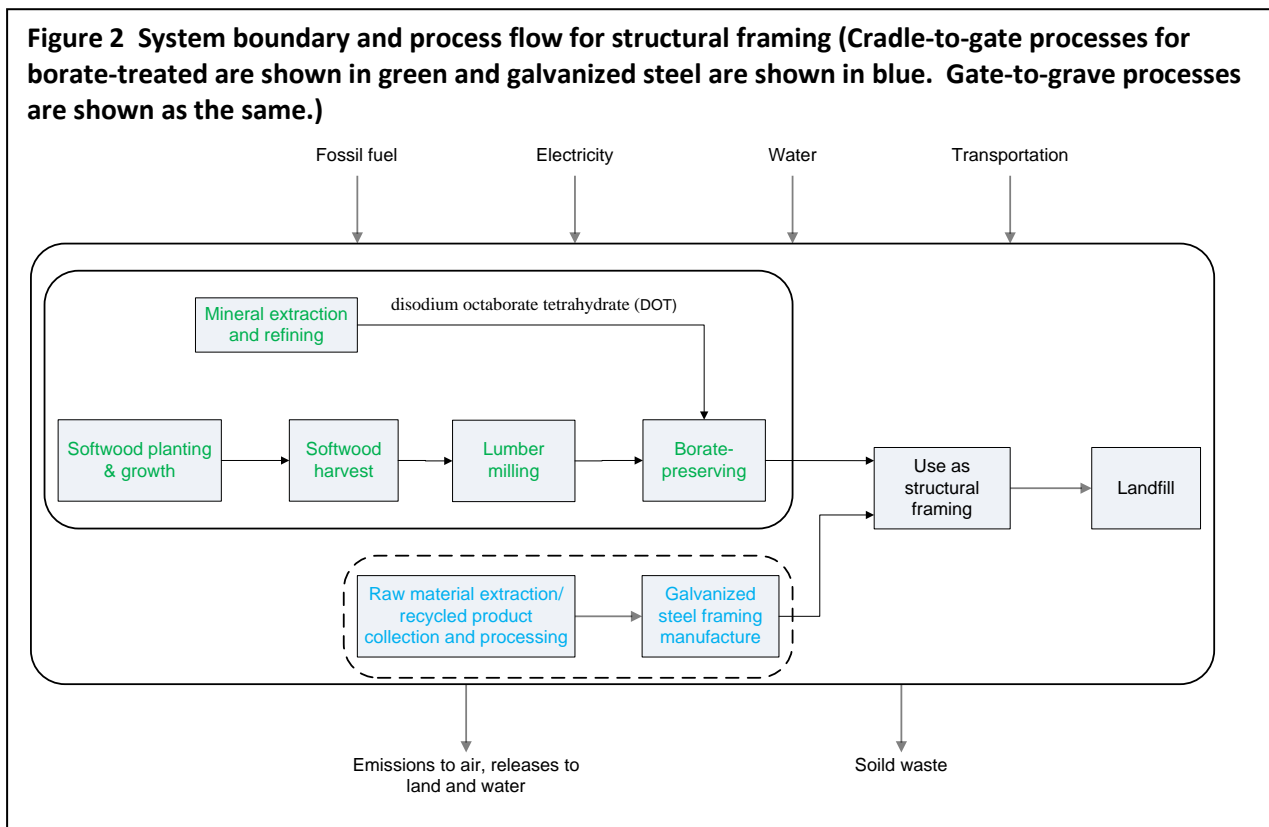 Figure 2  System boundary and process flow for structural framing (Cradle-to-gate processes for
borate-treated are shown in green and galvanized steel are shown in blue.  Gate-to-grave processes
are shown as the same.)
Fossil fuel
Electricity
Water
Transportation
Mineral extraction
and refining
disodium octaborate tetrahydrate (DOT)
Softwood planting
& growth
Softwood
harvest
Lumber
milling
Borate-
preserving
Use as
structural
framing
Landfill
Raw material extraction/
recycled product
collection and processing
Galvanized
steel framing
manufacture
Emissions to air, releases to
land and water
Soild waste